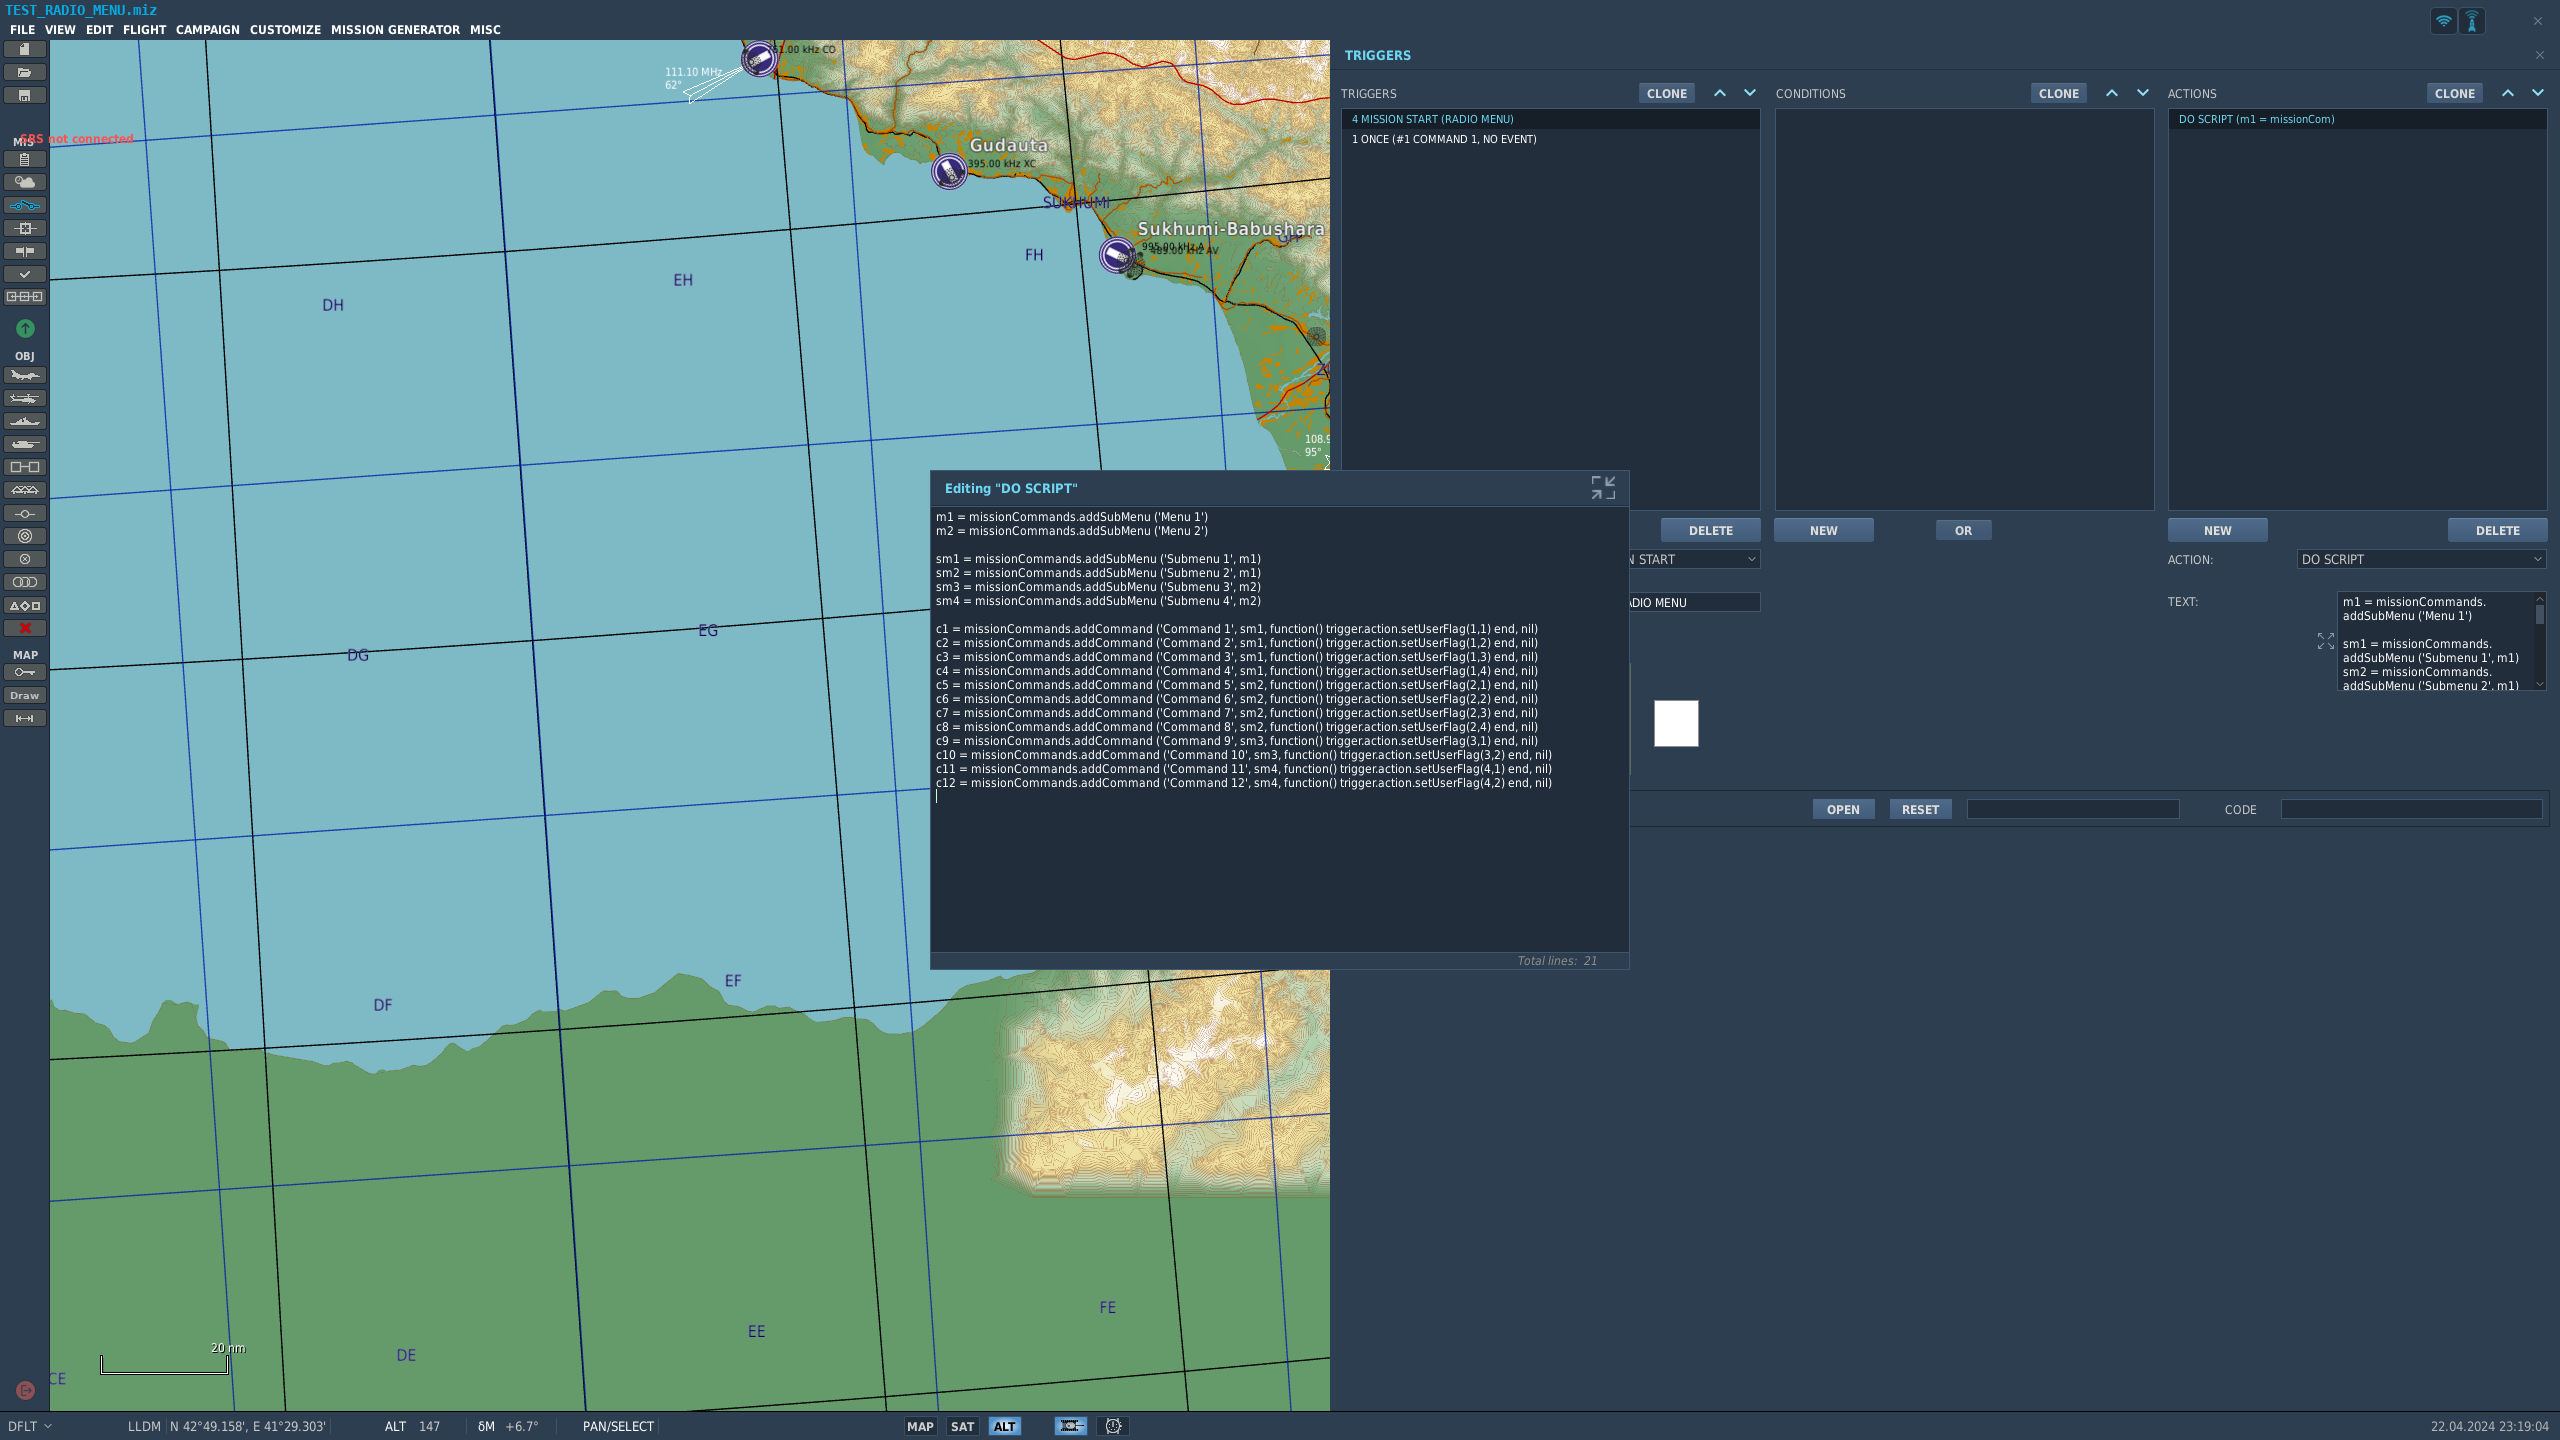 TEST_RADIO_MENU.miz
FILE VIEW EDIT FLIGHT CAMPAIGN CUSTOMIZE MISSION GENERATOR MISC
TRIGGERS
TRIGGERS CLONE
CONDITIONS CLONE
ACTIONS CLONE
4 MISSION START (RADIO MENU)
1 ONCE (#1 COMMAND 1, NO EVENT)
DO SCRIPT (m1 = missionCom)
SRS not connected
MIS
OBJ
MAP
Draw
111.10 MHz
62°
61.00 kHz CO
Gudauta
395.00 kHz XC
SUKHUMI
Sukhumi-Babushara
995.00 kHz A
489.00 kHz AV
GH
FH
EH
DH
108.9
95°
EG
DG
EF
DF
FE
EE
DE
CE
20 nm
Editing "DO SCRIPT"
m1 = missionCommands.addSubMenu ('Menu 1')
m2 = missionCommands.addSubMenu ('Menu 2')
sm1 = missionCommands.addSubMenu ('Submenu 1', m1)
sm2 = missionCommands.addSubMenu ('Submenu 2', m1)
sm3 = missionCommands.addSubMenu ('Submenu 3', m2)
sm4 = missionCommands.addSubMenu ('Submenu 4', m2)
c1 = missionCommands.addCommand ('Command 1', sm1, function() trigger.action.setUserFlag(1,1) end, nil)
c2 = missionCommands.addCommand ('Command 2', sm1, function() trigger.action.setUserFlag(1,2) end, nil)
c3 = missionCommands.addCommand ('Command 3', sm1, function() trigger.action.setUserFlag(1,3) end, nil)
c4 = missionCommands.addCommand ('Command 4', sm1, function() trigger.action.setUserFlag(1,4) end, nil)
c5 = missionCommands.addCommand ('Command 5', sm2, function() trigger.action.setUserFlag(2,1) end, nil)
c6 = missionCommands.addCommand ('Command 6', sm2, function() trigger.action.setUserFlag(2,2) end, nil)
c7 = missionCommands.addCommand ('Command 7', sm2, function() trigger.action.setUserFlag(2,3) end, nil)
c8 = missionCommands.addCommand ('Command 8', sm2, function() trigger.action.setUserFlag(2,4) end, nil)
c9 = missionCommands.addCommand ('Command 9', sm3, function() trigger.action.setUserFlag(3,1) end, nil)
c10 = missionCommands.addCommand ('Command 10', sm3, function() trigger.action.setUserFlag(3,2) end, nil)
c11 = missionCommands.addCommand ('Command 11', sm4, function() trigger.action.setUserFlag(4,1) end, nil)
c12 = missionCommands.addCommand ('Command 12', sm4, function() trigger.action.setUserFlag(4,2) end, nil)
Total lines: 21
DELETE
NEW
OR
NEW
DELETE
N START
ACTION: DO SCRIPT
ADIO MENU
TEXT:
m1 = missionCommands.
addSubMenu ('Menu 1')
sm1 = missionCommands.
addSubMenu ('Submenu 1', m1)
sm2 = missionCommands.
addSubMenu ('Submenu 2', m1)
OPEN RESET CODE
DFLT LLDM N 42°49.158', E 41°29.303' ALT 147 δM +6.7° PAN/SELECT MAP SAT ALT 22.04.2024 23:19:04